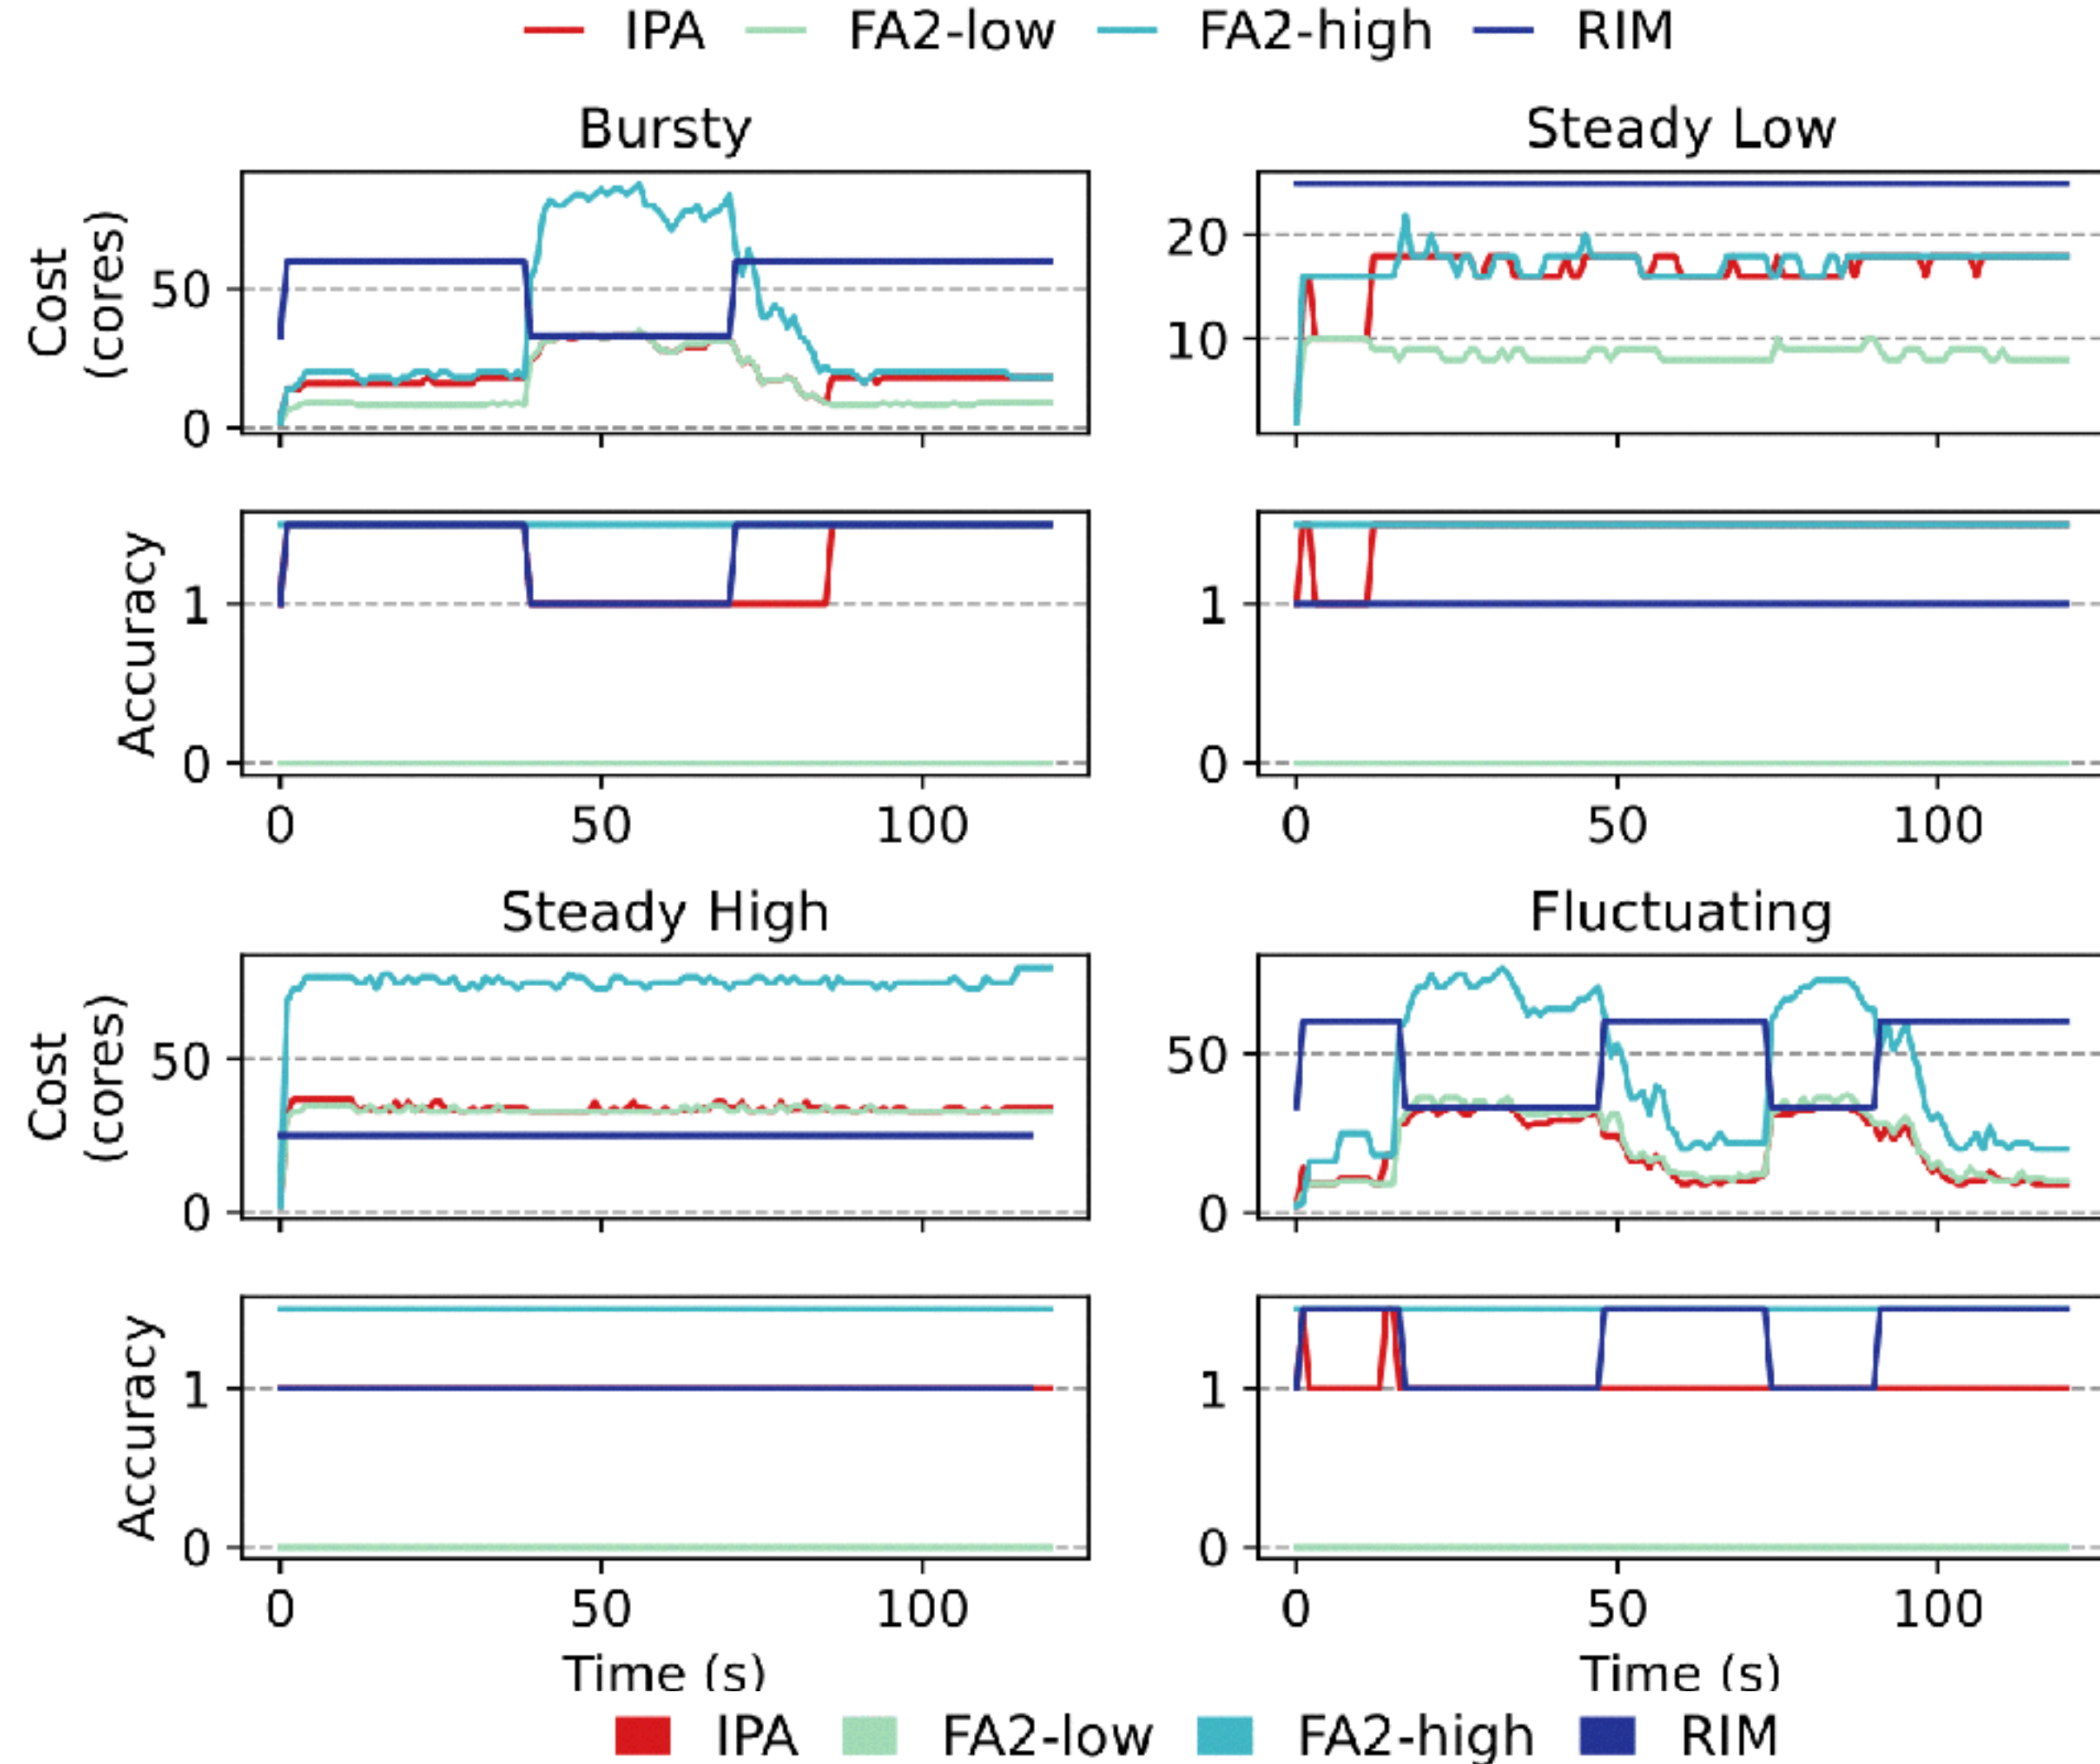 IPA FA2-low FA2-high RIM
Bursty
Steady Low
Cost
(cores)
50
0
20
10
Accuracy
1
0
1
0
0 50 100
0 50 100
Steady High
Fluctuating
Cost
(cores)
50
0
50
0
Accuracy
1
0
1
0
0 50 100
0 50 100
Time (s)
Time (s)
IPA FA2-low FA2-high RIM